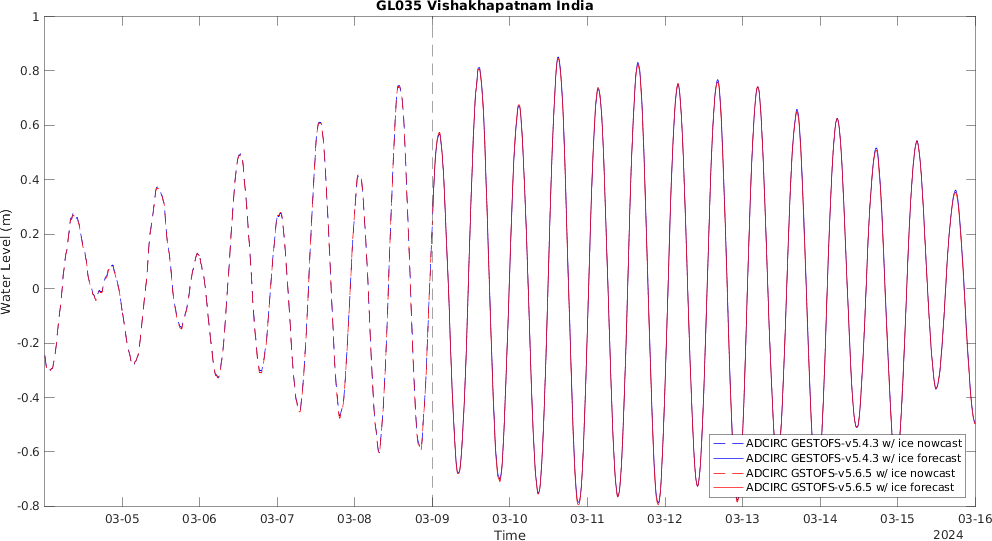 GL035 Vishakhapatnam India
1
0.8
0.6
0.4
0.2
0
-0.2
-0.4
-0.6
-0.8
Water Level (m)
ADCIRC GESTOFS-v5.4.3 w/ ice nowcast
ADCIRC GESTOFS-v5.4.3 w/ ice forecast
ADCIRC GSTOFS-v5.6.5 w/ ice nowcast
ADCIRC GSTOFS-v5.6.5 w/ ice forecast
03-05 03-06 03-07 03-08 03-09 03-10 03-11 03-12 03-13 03-14 03-15 03-16
Time
2024